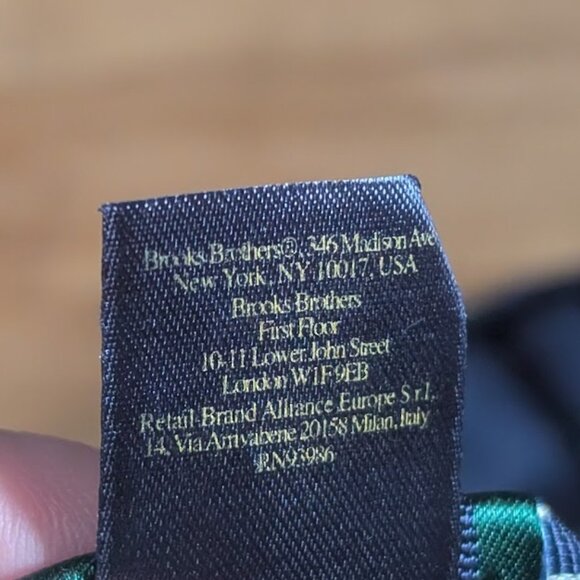 Brooks Brothers®, 346 Madison Ave
New York, NY 10017, USA
Brooks Brothers
First Floor
10-11 Lower John Street
London W1F 9EB
Retail Brand Alliance Europe S.r.l.
14, Via Arrivabene 20158 Milan, Italy
RN93986